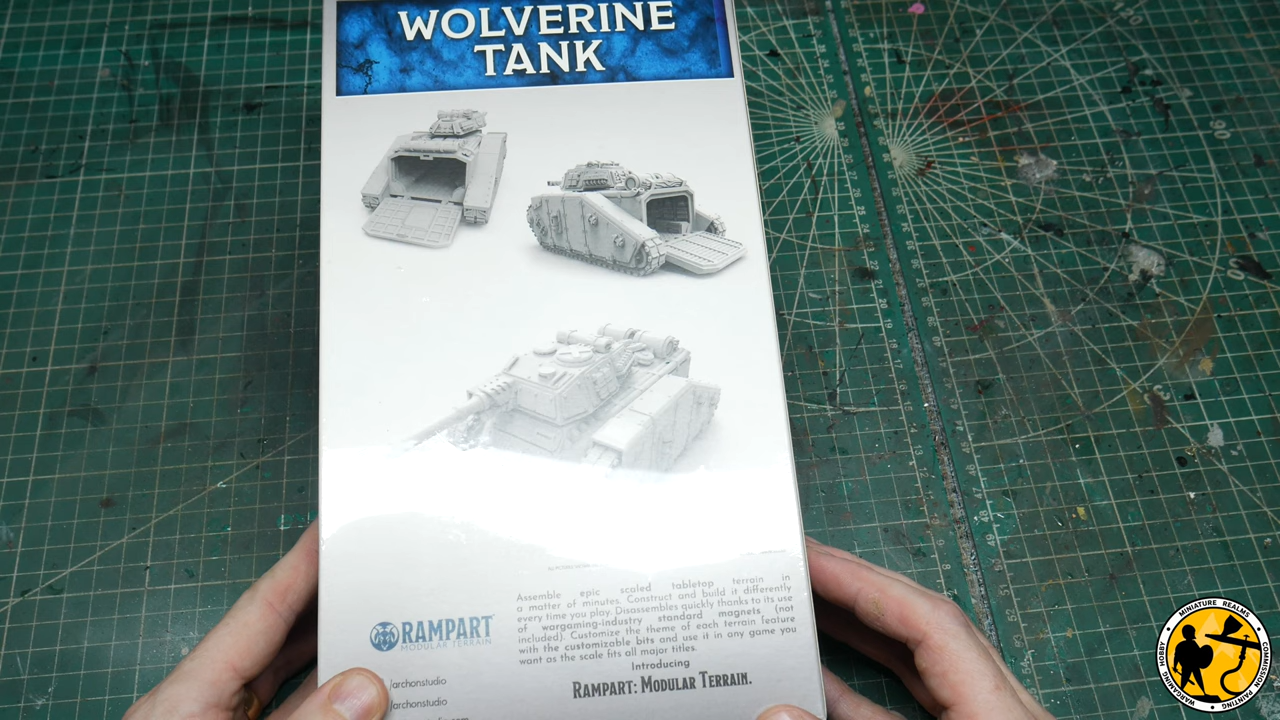 WOLVERINE
TANK
Assemble epic scaled tabletop terrain in
a matter of minutes. Construct and build it differently
every time you play. Disassembles quickly thanks to its use
of wargaming-industry standard magnets (not
included). Customize the theme of each terrain feature
with the customizable bits and use it in any game you
want as the scale fits all major titles.
Introducing
RAMPART: MODULAR TERRAIN.
RAMPART
MODULAR TERRAIN
/archonstudio
/archonstudio
MINIATURE REALMS
WARGAMING HOBBY
COMMISSION PAINTING